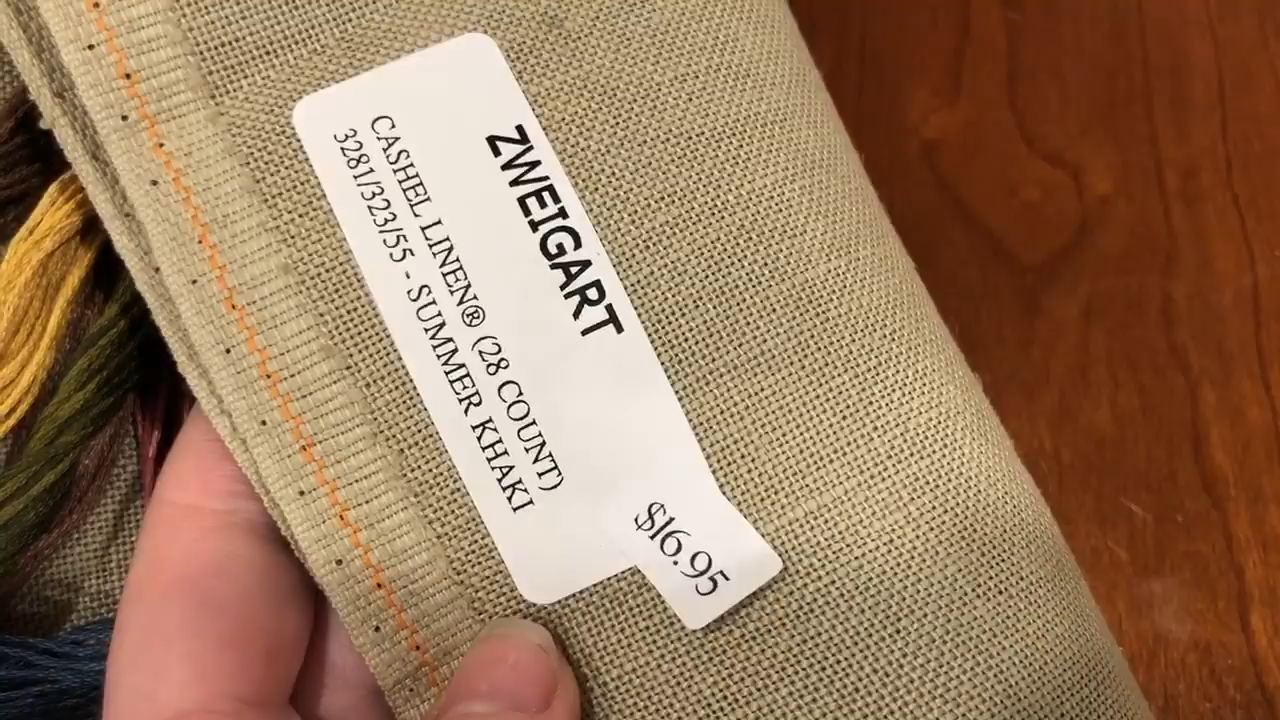 ZWEIGART
CASHEL LINEN® (28 COUNT)
3281/323/55 - SUMMER KHAKI
$16.95